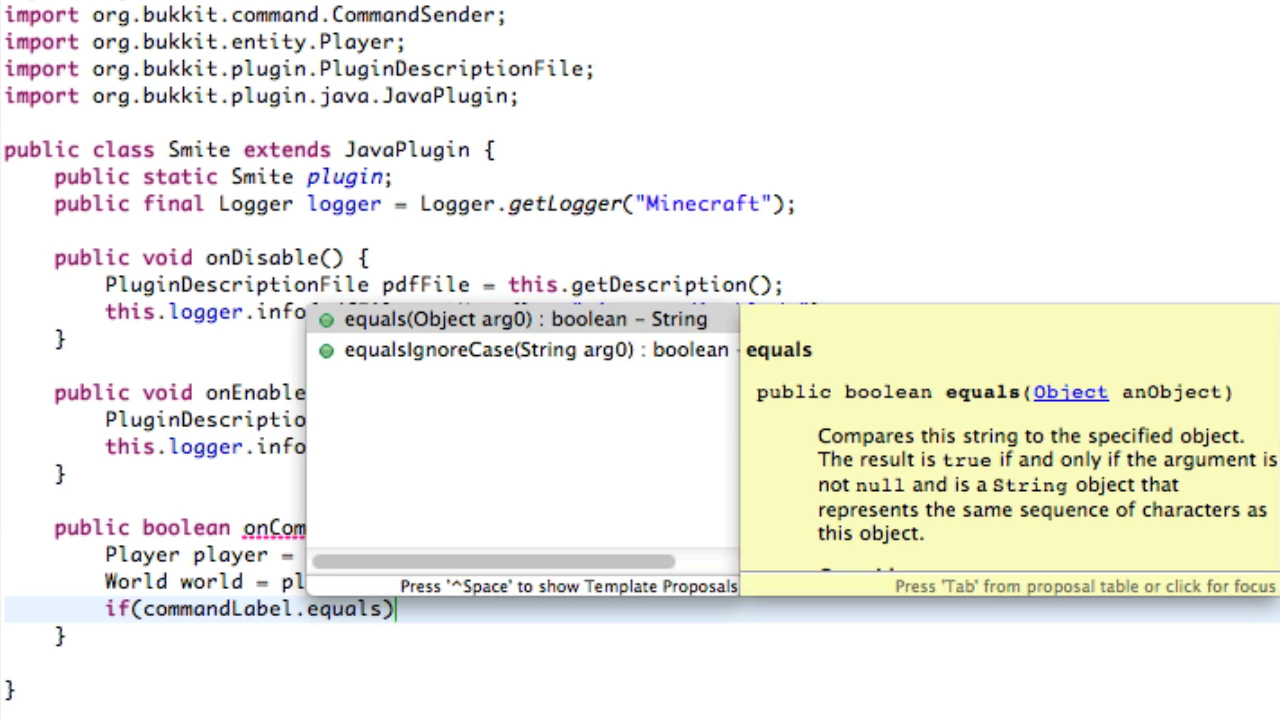 import org.bukkit.command.CommandSender;
import org.bukkit.entity.Player;
import org.bukkit.plugin.PluginDescriptionFile;
import org.bukkit.plugin.java.JavaPlugin;
public class Smite extends JavaPlugin {
public static Smite plugin;
public final Logger logger = Logger.getLogger("Minecraft");
public void onDisable() {
PluginDescriptionFile pdfFile = this.getDescription();
this.logger.info
}
public void onEnable
PluginDescriptio
this.logger.info
}
public boolean onCom
Player player =
World world = pl
if(commandLabel.equals)
}
}
equals(Object arg0) : boolean – String
equalsIgnoreCase(String arg0) : boolean -
Press '^Space' to show Template Proposals
equals
public boolean equals(Object anObject)
Compares this string to the specified object.
The result is true if and only if the argument is
not null and is a String object that
represents the same sequence of characters as
this object.
Press 'Tab' from proposal table or click for focus